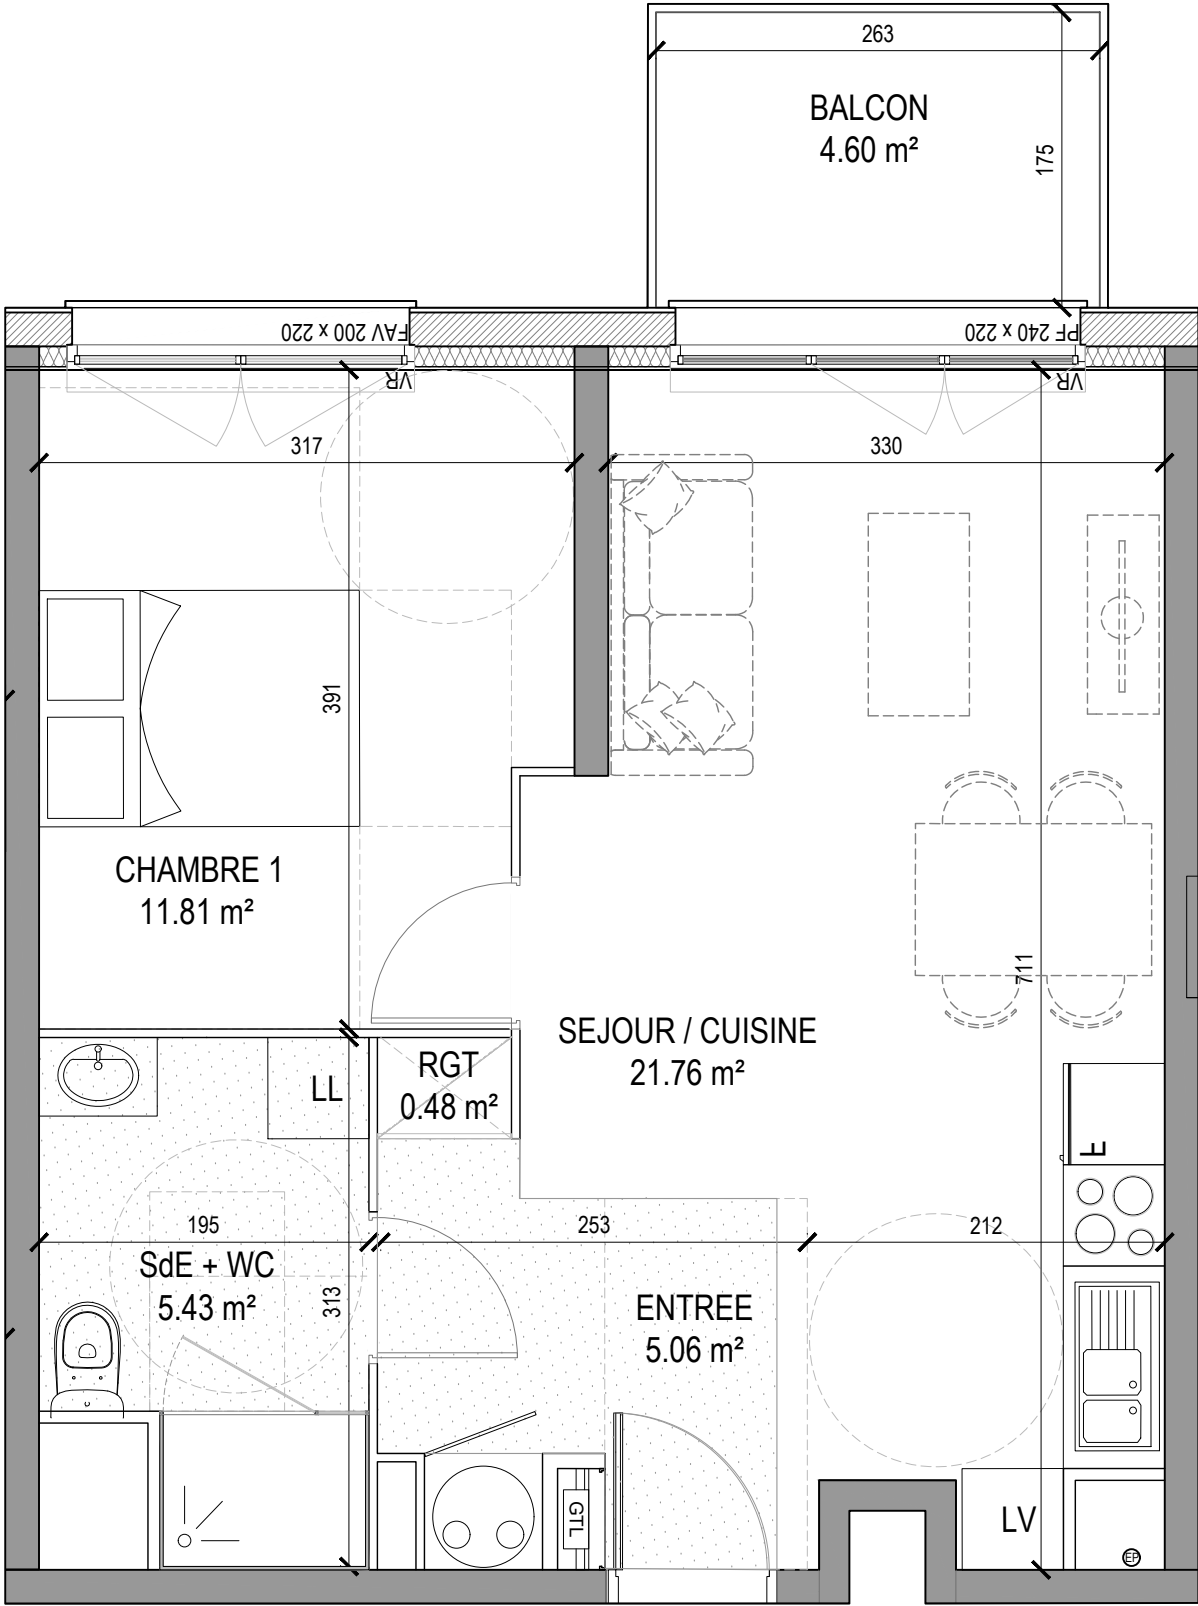 263
BALCON
4.60 m²
175
FAV 200 x 220
PF 240 x 220
VR
VR
317
330
391
CHAMBRE 1
11.81 m²
711
SEJOUR / CUISINE
21.76 m²
RGT
0.48 m²
LL
F
195
253
212
SdE + WC
5.43 m²
313
ENTREE
5.06 m²
GTL
LV
EP